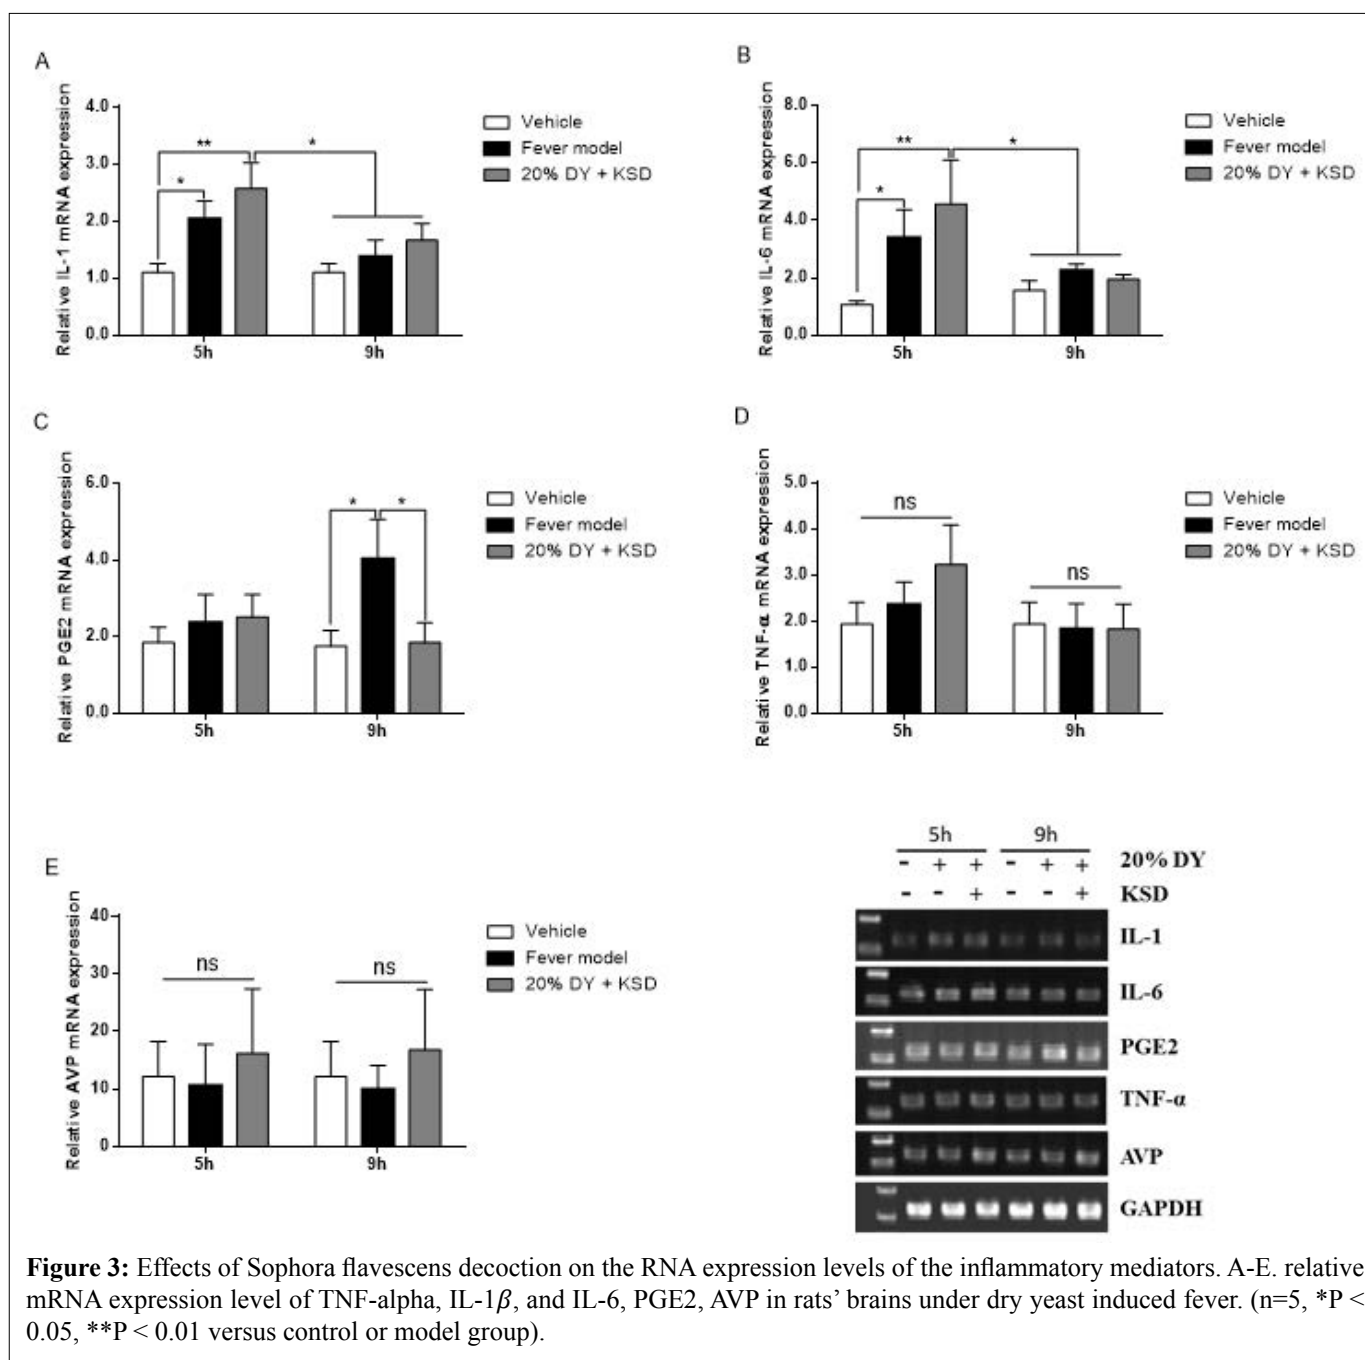 A
Relative IL-1 mRNA expression
4.0
3.0
2.0
1.0
0.0
**
*
*
5h
9h
Vehicle
Fever model
20% DY + KSD
B
Relative IL-6 mRNA expression
8.0
6.0
4.0
2.0
0.0
**
*
*
5h
9h
Vehicle
Fever model
20% DY + KSD
C
Relative PGE2 mRNA expression
6.0
4.0
2.0
0.0
*
*
5h
9h
Vehicle
Fever model
20% DY + KSD
D
Relative TNF-α mRNA expression
5.0
4.0
3.0
2.0
1.0
0.0
ns
ns
5h
9h
Vehicle
Fever model
20% DY + KSD
E
Relative AVP mRNA expression
40
30
20
10
0
ns
ns
5h
9h
Vehicle
Fever model
20% DY + KSD
5h 9h
- + + - + + 20% DY
- - + - - + KSD
IL-1
IL-6
PGE2
TNF-α
AVP
GAPDH
Figure 3: Effects of Sophora flavescens decoction on the RNA expression levels of the inflammatory mediators. A-E. relative
mRNA expression level of TNF-alpha, IL-1β, and IL-6, PGE2, AVP in rats’ brains under dry yeast induced fever. (n=5, *P <
0.05, **P < 0.01 versus control or model group).